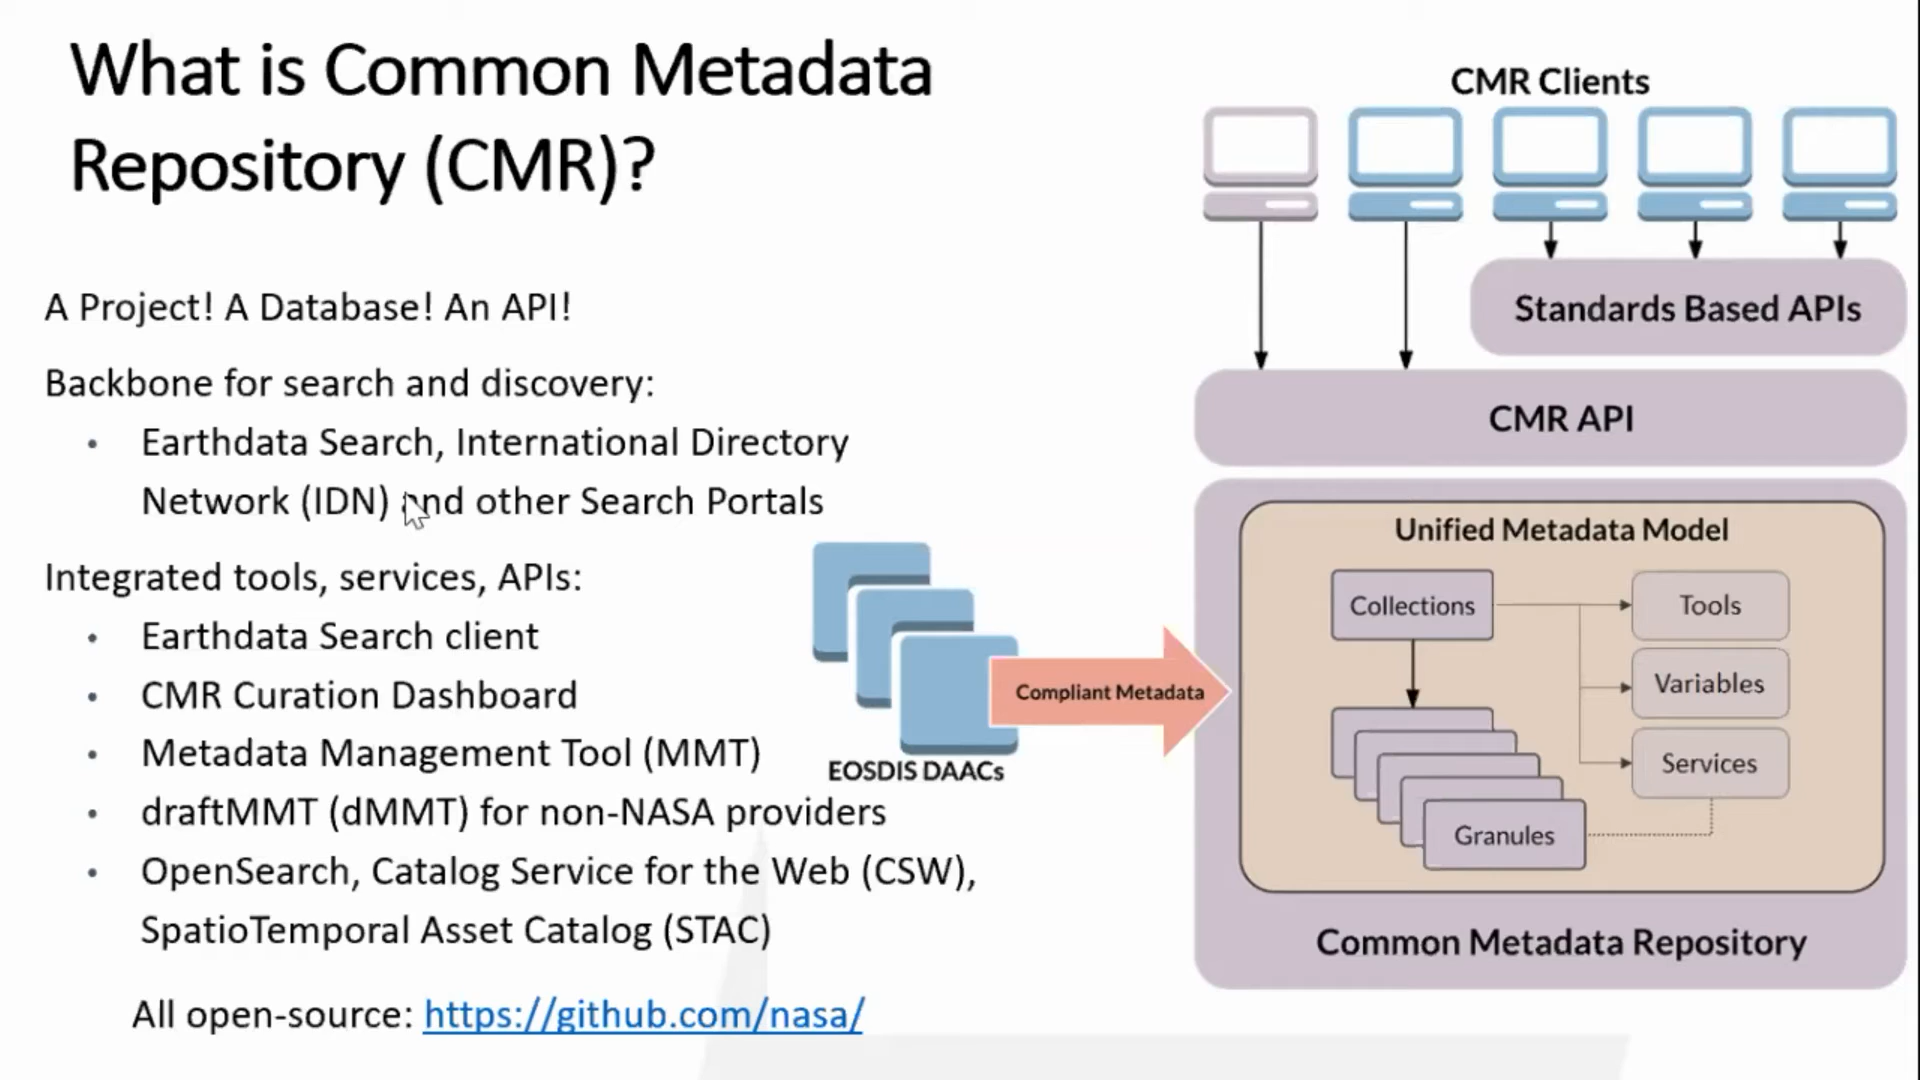 What is Common Metadata
Repository (CMR)?
A Project! A Database! An API!
Backbone for search and discovery:
• Earthdata Search, International Directory
Network (IDN) and other Search Portals
Integrated tools, services, APIs:
• Earthdata Search client
• CMR Curation Dashboard
• Metadata Management Tool (MMT)
• draftMMT (dMMT) for non-NASA providers
• OpenSearch, Catalog Service for the Web (CSW),
SpatioTemporal Asset Catalog (STAC)
All open-source: https://github.com/nasa/
EOSDIS DAACs
Compliant Metadata
CMR Clients
Standards Based APIs
CMR API
Unified Metadata Model
Collections
Tools
Variables
Services
Granules
Common Metadata Repository